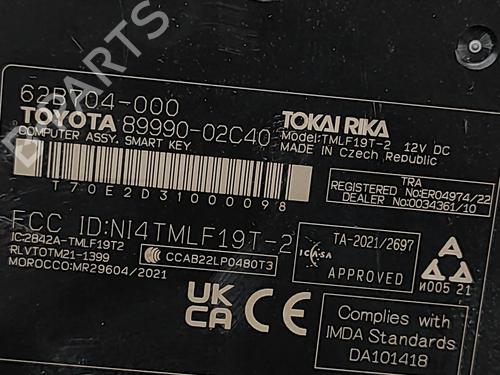 62B704-000
TOYOTA 89990-02C40
COMPUTER ASSY, SMART KEY
TOKAI RIKA
Model:TMLF19T-2 12V DC
MADE IN Czech Republic
T70E2D31000098
TRA
REGISTERED No:ER04974/22
DEALER No:0034361/10
FCC ID:NI4TMLF19T-2
IC:2842A-TMLF19T2
RLVTOTM21-1399
MOROCCO:MR29604/2021
CCAB22LP0480T3
ICASA
TA-2021/2697
APPROVED
И005 21
UK
CA
Complies with
IMDA Standards
DA101418
D PARTS